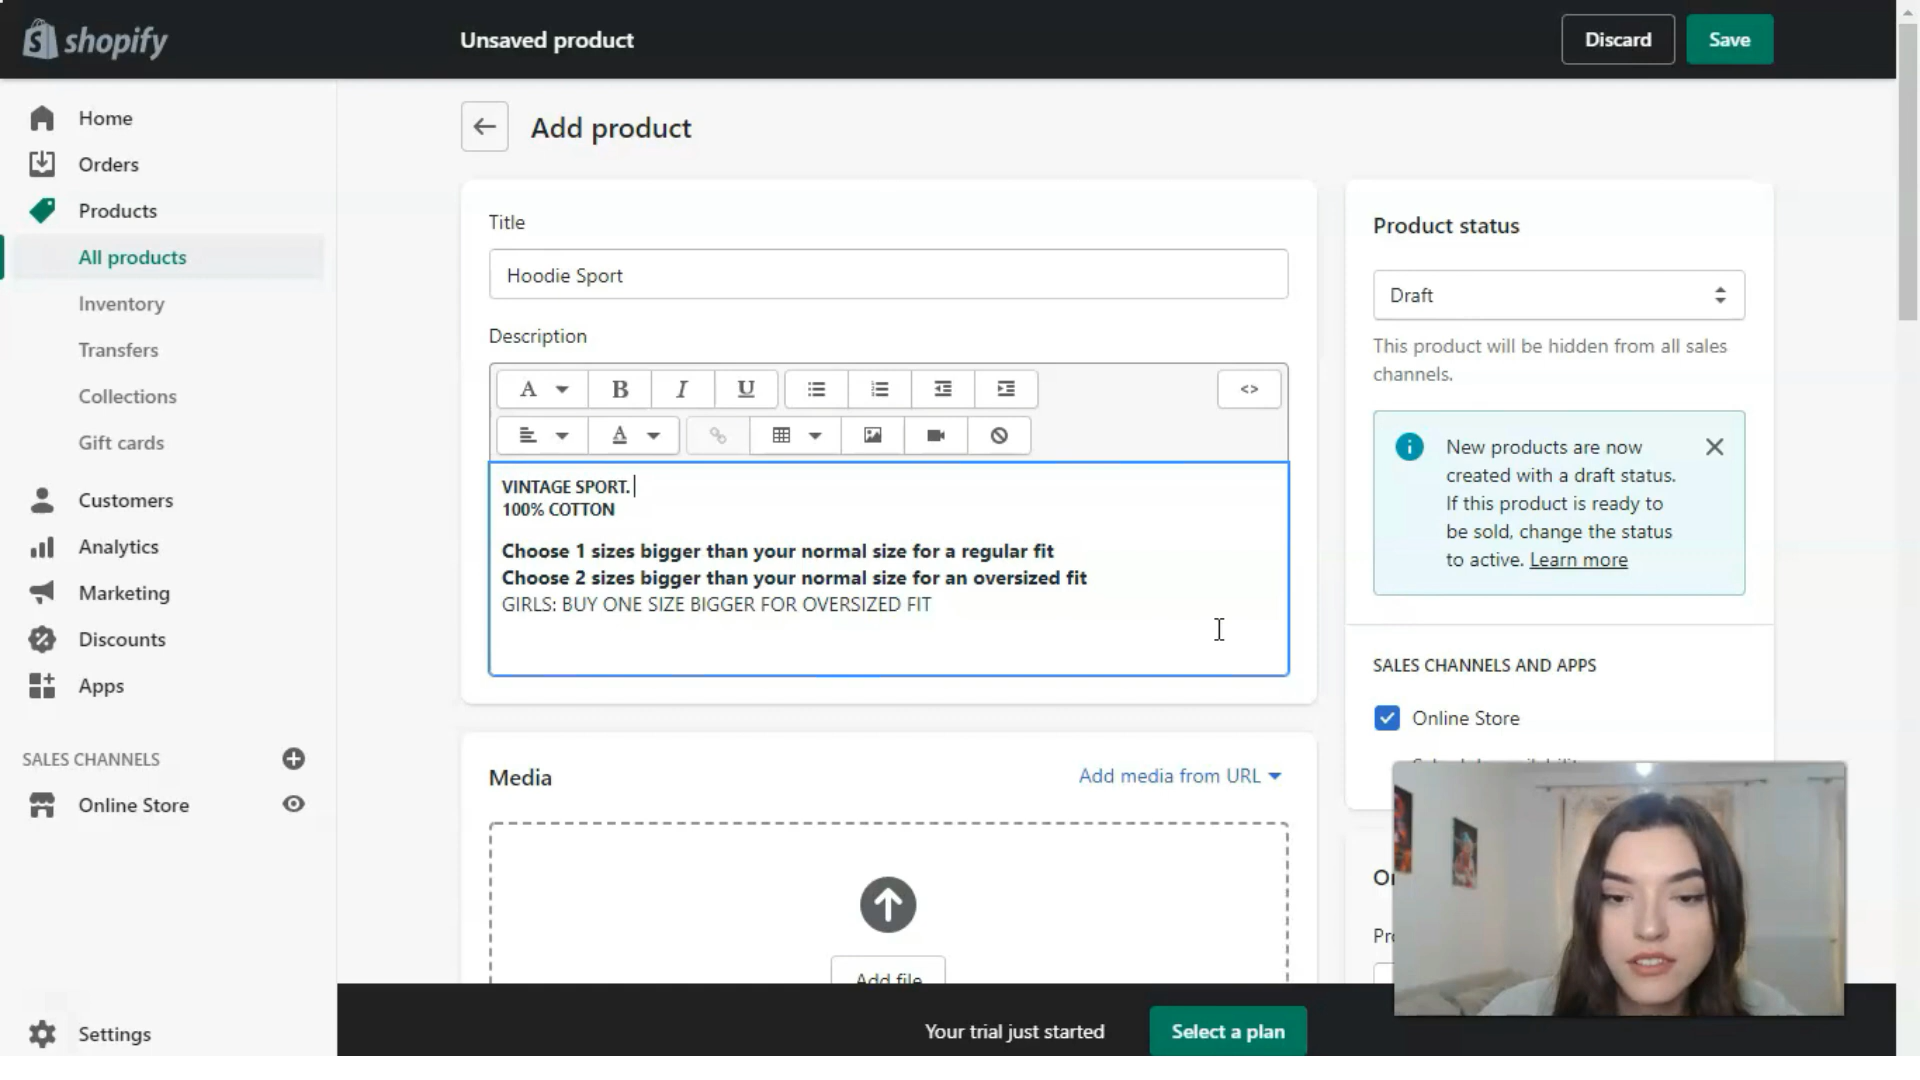 shopify
Unsaved product
Discard
Save
Home
Orders
Products
All products
Inventory
Transfers
Collections
Gift cards
Customers
Analytics
Marketing
Discounts
Apps
SALES CHANNELS
Online Store
Settings
Add product
Title
Hoodie Sport
Description
VINTAGE SPORT.
100% COTTON
Choose 1 sizes bigger than your normal size for a regular fit
Choose 2 sizes bigger than your normal size for an oversized fit
GIRLS: BUY ONE SIZE BIGGER FOR OVERSIZED FIT
Media
Add media from URL
Add file
Product status
Draft
This product will be hidden from all sales
channels.
New products are now
created with a draft status.
If this product is ready to
be sold, change the status
to active. Learn more
SALES CHANNELS AND APPS
Online Store
Your trial just started
Select a plan